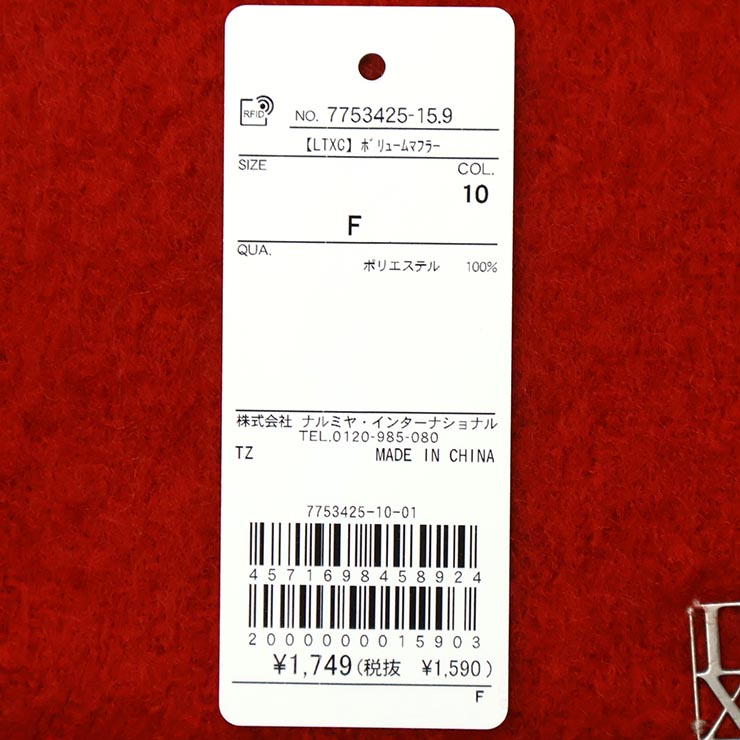 RFID
NO. 7753425-15.9
【LTXC】ﾎﾞﾘｭｰﾑﾏﾌﾗｰ
SIZE COL.
10
F
QUA.
ポリエステル 100%
株式会社 ナルミヤ・インターナショナル
TEL.0120-985-080
TZ MADE IN CHINA
7753425-10-01
4571698458924
2000000015903
¥1,749(税抜 ¥1,590)
F